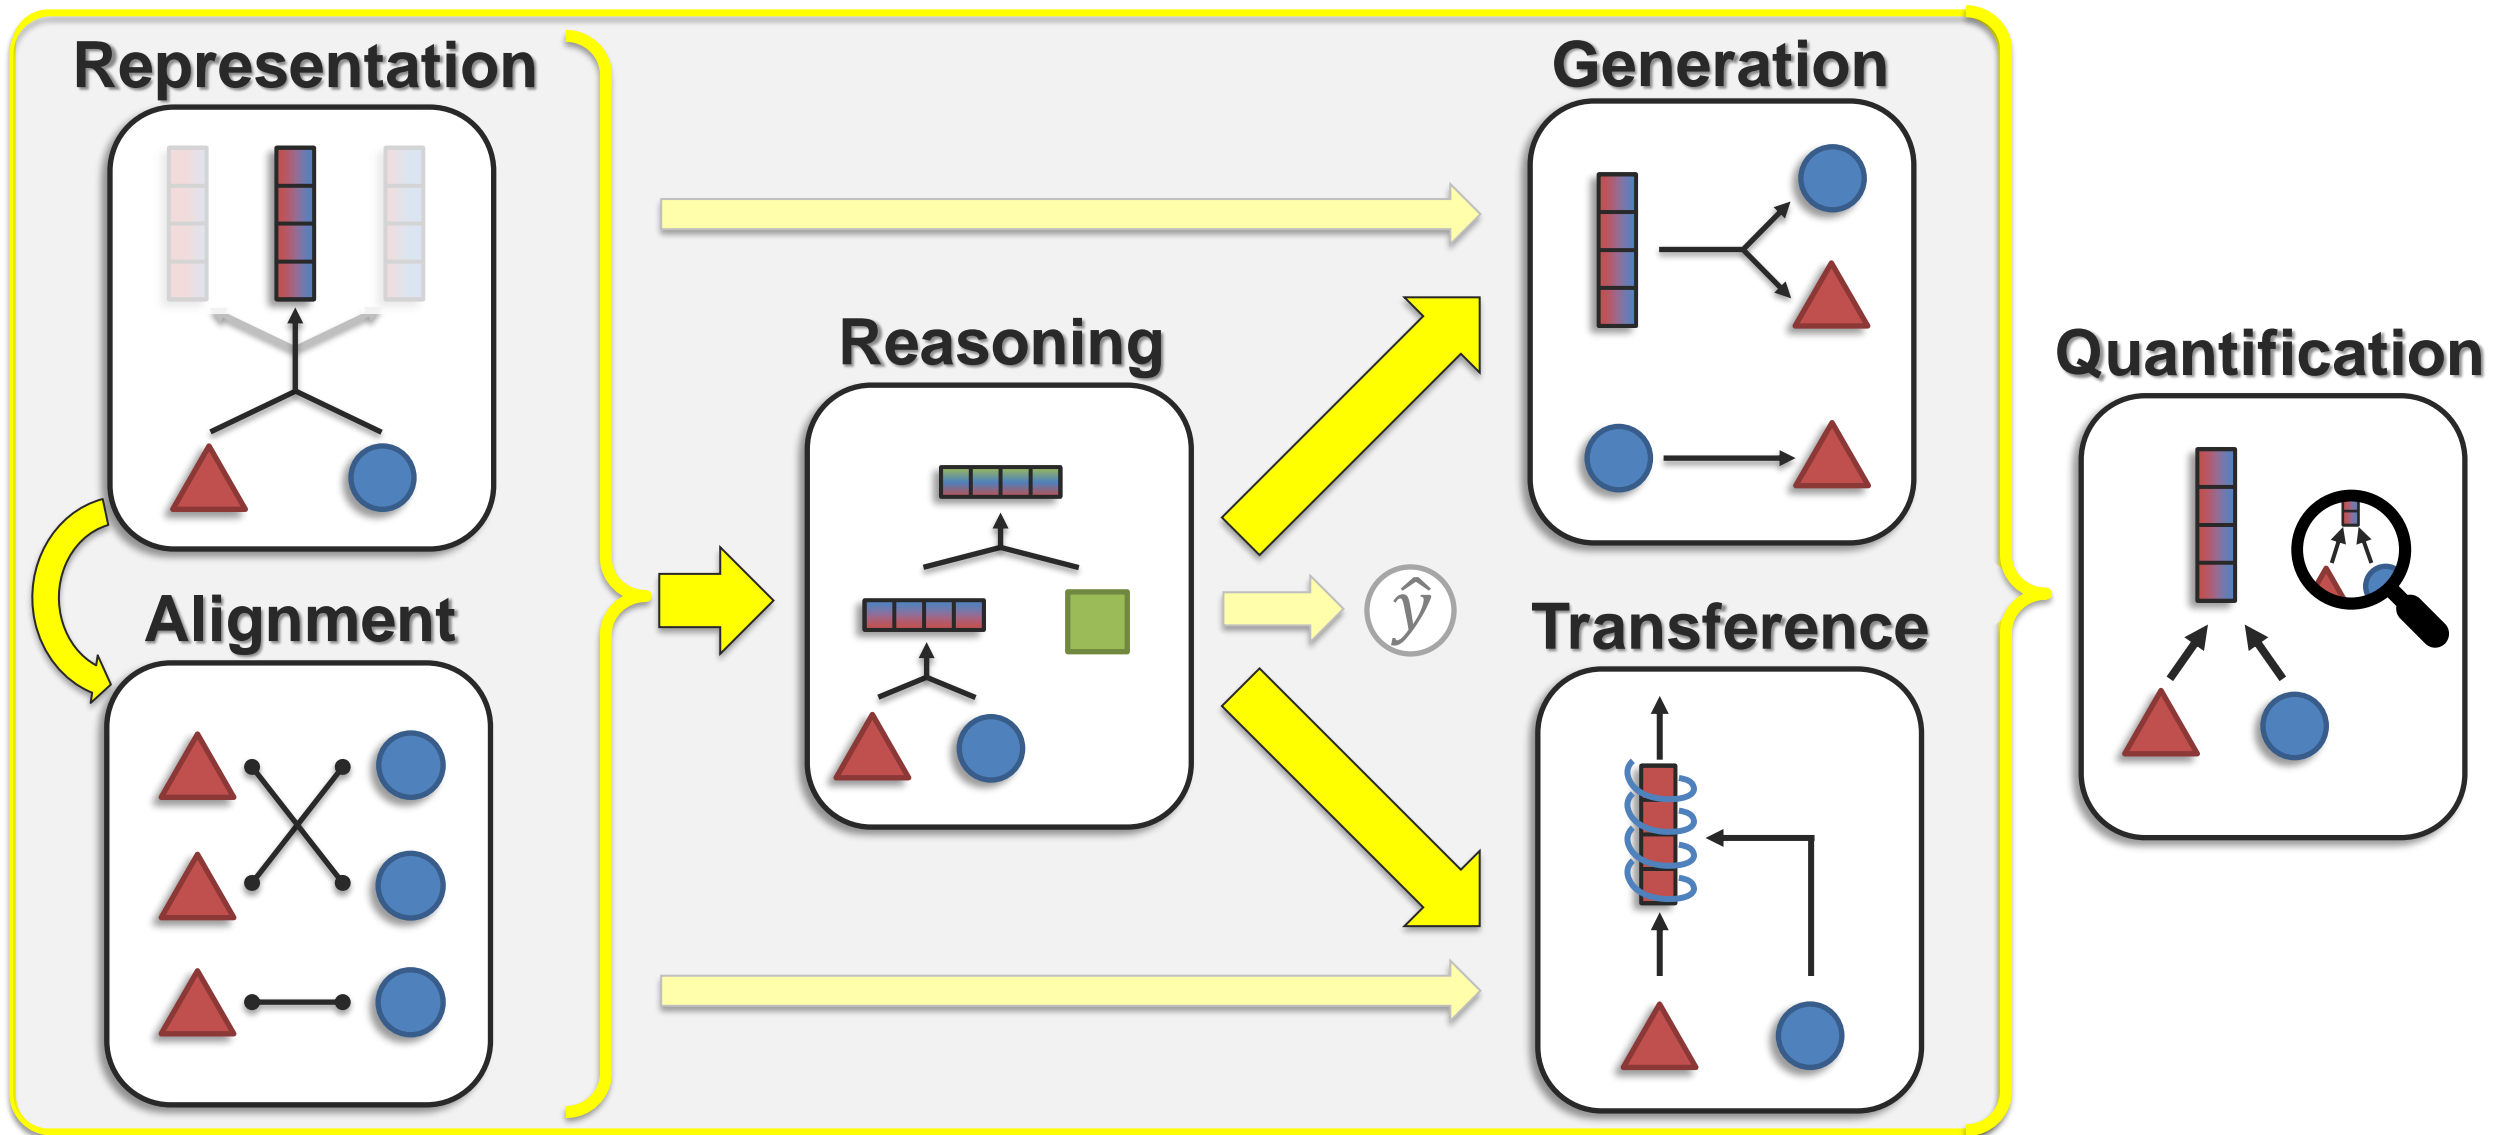 Representation
Generation
Reasoning
Quantification
Alignment
ŷ
Transference